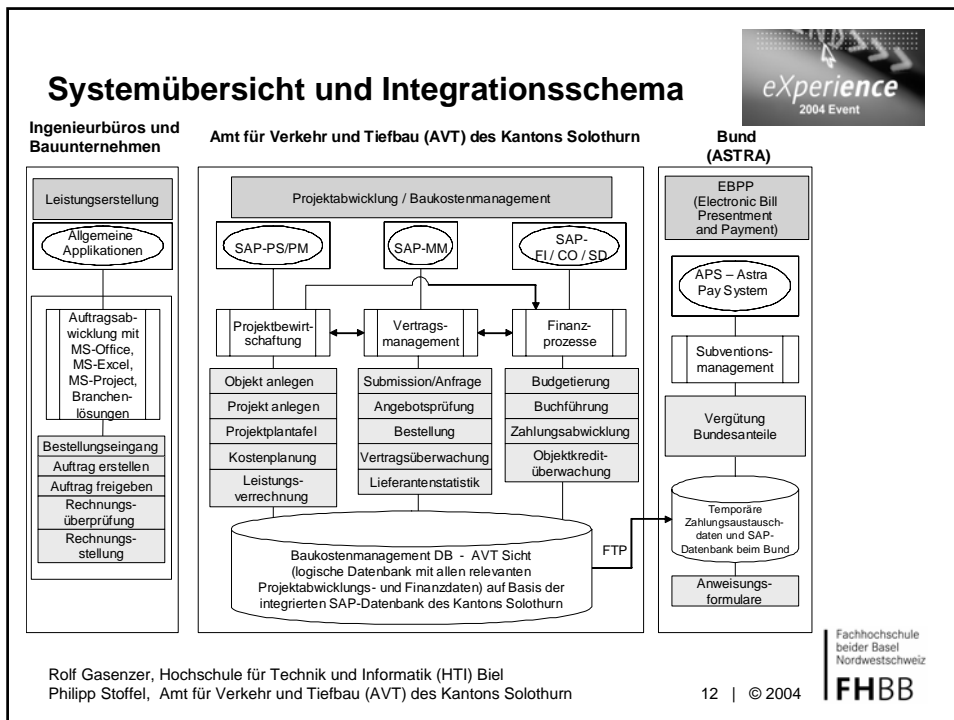 eXperience
2004 Event
Systemübersicht und Integrationsschema
Ingenieurbüros und
Bauunternehmen
Leistungserstellung
Allgemeine
Applikationen
Auftragsab-
wicklung mit
MS-Office,
MS-Excel,
MS-Project,
Branchen-
lösungen
Bestellungseingang
Auftrag erstellen
Auftrag freigeben
Rechnungs-
überprüfung
Rechnungs-
stellung
Amt für Verkehr und Tiefbau (AVT) des Kantons Solothurn
Projektabwicklung / Baukostenmanagement
SAP-PS/PM
SAP-MM
SAP-
FI / CO / SD
Projektbewirt-
schaftung
Vertrags-
management
Finanz-
prozesse
Objekt anlegen
Projekt anlegen
Projektplantafel
Kostenplanung
Leistungs-
verrechnung
Submission/Anfrage
Angebotsprüfung
Bestellung
Vertragsüberwachung
Lieferantenstatistik
Budgetierung
Buchführung
Zahlungsabwicklung
Objektkredit-
überwachung
Baukostenmanagement DB - AVT Sicht
(logische Datenbank mit allen relevanten
Projektabwicklungs- und Finanzdaten) auf Basis der
integrierten SAP-Datenbank des Kantons Solothurn
FTP
Bund
(ASTRA)
EBPP
(Electronic Bill
Presentment
and Payment)
APS – Astra
Pay System
Subventions-
management
Vergütung
Bundesanteile
Temporäre
Zahlungsaustausch-
daten und SAP-
Datenbank beim Bund
Anweisungs-
formulare
Rolf Gasenzer, Hochschule für Technik und Informatik (HTI) Biel
Philipp Stoffel, Amt für Verkehr und Tiefbau (AVT) des Kantons Solothurn
12 | © 2004
Fachhochschule
beider Basel
Nordwestschweiz
FHBB